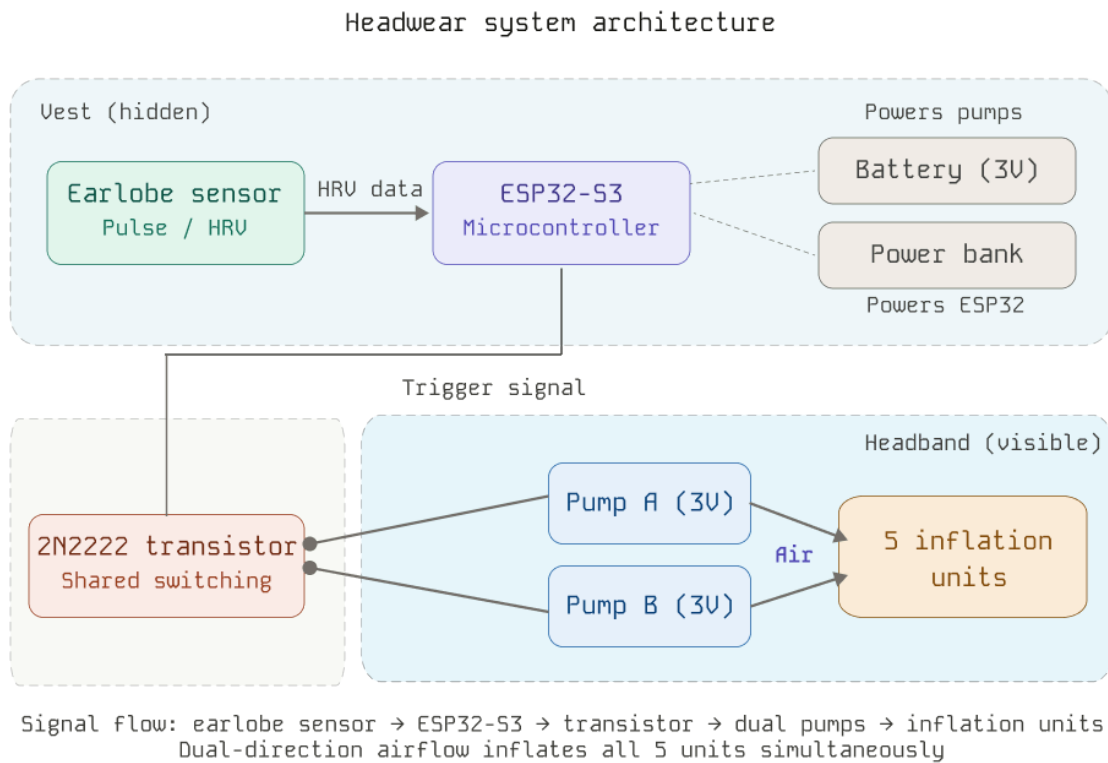 Headwear system architecture
Vest (hidden)
Powers pumps
Earlobe sensor
Pulse / HRV
HRV data
ESP32-S3
Microcontroller
Battery (3V)
Power bank
Powers ESP32
Trigger signal
Headband (visible)
2N2222 transistor
Shared switching
Pump A (3V)
Pump B (3V)
Air
5 inflation
units
Signal flow: earlobe sensor → ESP32-S3 → transistor → dual pumps → inflation units
Dual-direction airflow inflates all 5 units simultaneously